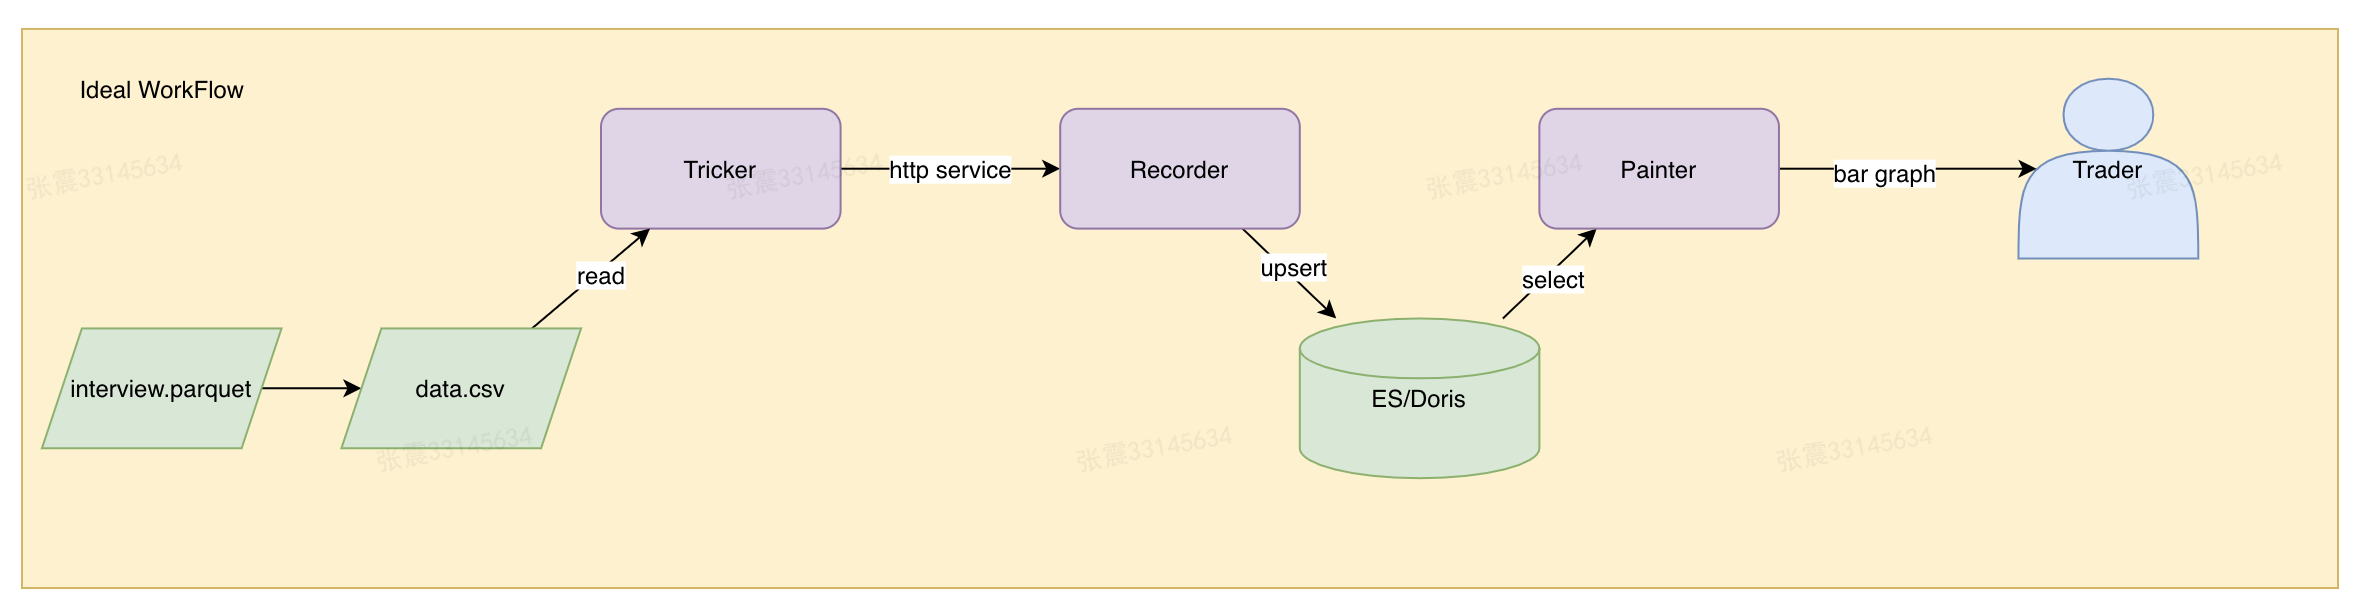 Ideal WorkFlow
Tricker
http service
Recorder
Painter
bar graph
Trader
read
upsert
select
interview.parquet
data.csv
ES/Doris
张震33145634
张震33145634
张震33145634
张震33145634
张震33145634
张震33145634
张震33145634